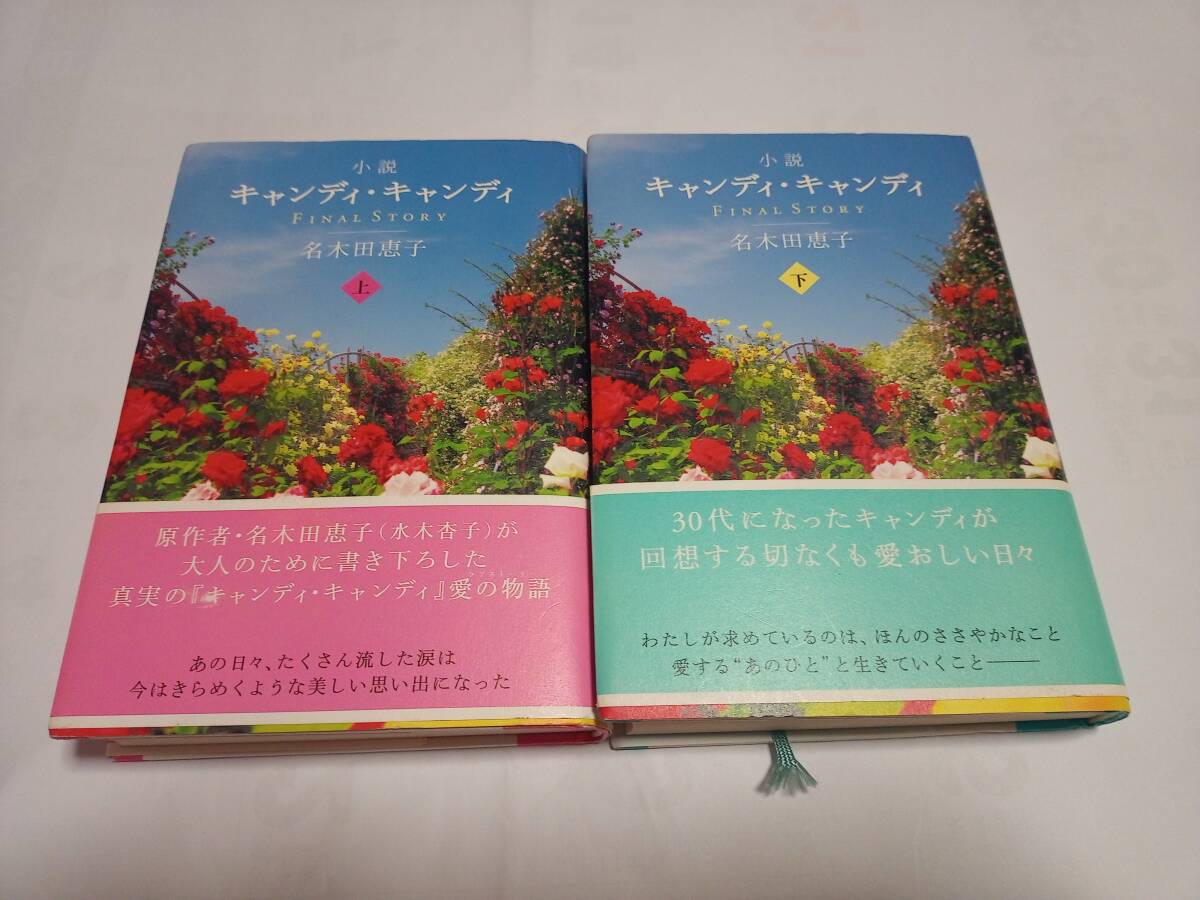 小説
キャンディ・キャンディ
FINAL STORY
名木田恵子
上
原作者・名木田恵子(水木杏子)が
大人のために書き下ろした
真実の『キャンディ・キャンディ』愛の物語
あの日々、たくさん流した涙は
今はきらめくような美しい思い出になった
小説
キャンディ・キャンディ
FINAL STORY
名木田恵子
下
30代になったキャンディが
回想する切なくも愛おしい日々
わたしが求めているのは、ほんのささやかなこと
愛する“あのひと”と生きていくこと――